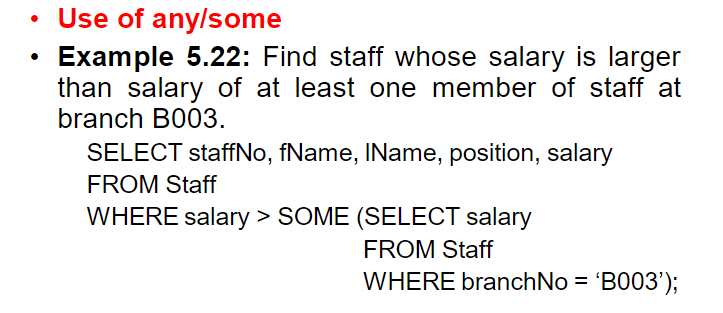 • Use of any/some
• Example 5.22: Find staff whose salary is larger
than salary of at least one member of staff at
branch B003.
SELECT staffNo, fName, lName, position, salary
FROM Staff
WHERE salary > SOME (SELECT salary
FROM Staff
WHERE branchNo = ‘B003’);